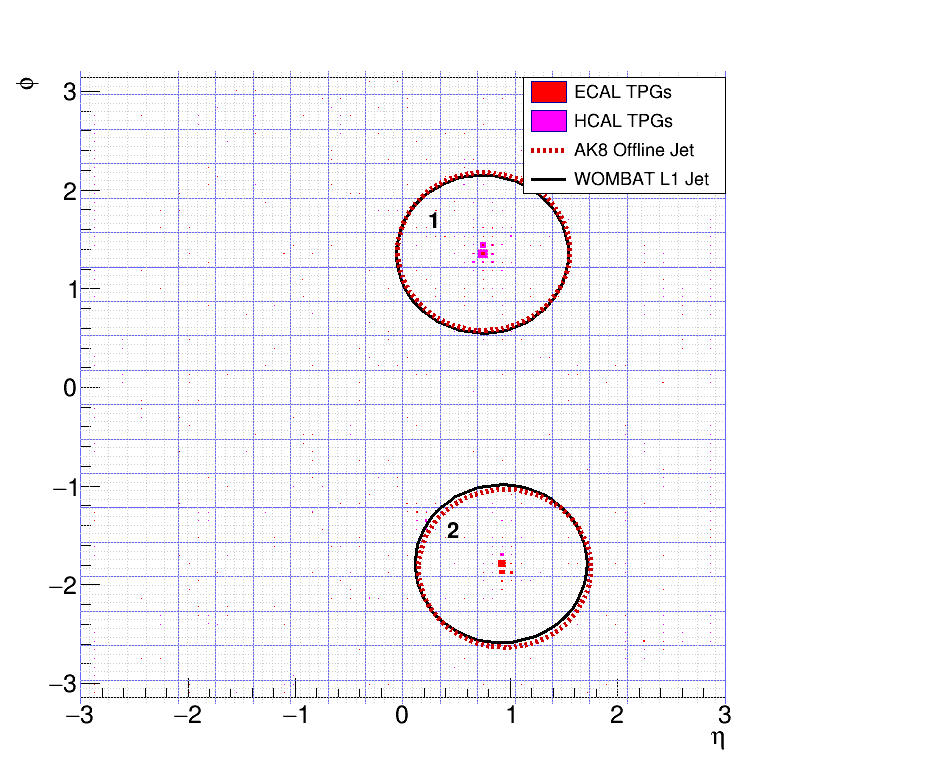 ϕ
3
2
1
0
−1
−2
−3
ECAL TPGs
HCAL TPGs
AK8 Offline Jet
WOMBAT L1 Jet
1
2
−3 −2 −1 0 1 2 3
η